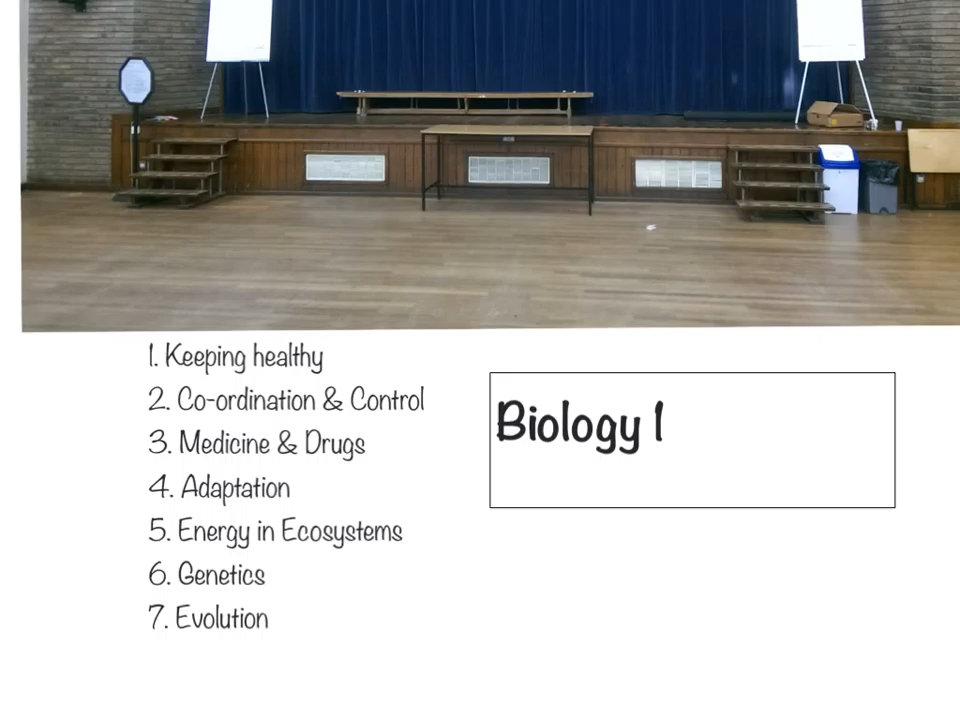 1. Keeping healthy
2. Co-ordination & Control
3. Medicine & Drugs
4. Adaptation
5. Energy in Ecosystems
6. Genetics
7. Evolution
Biology 1